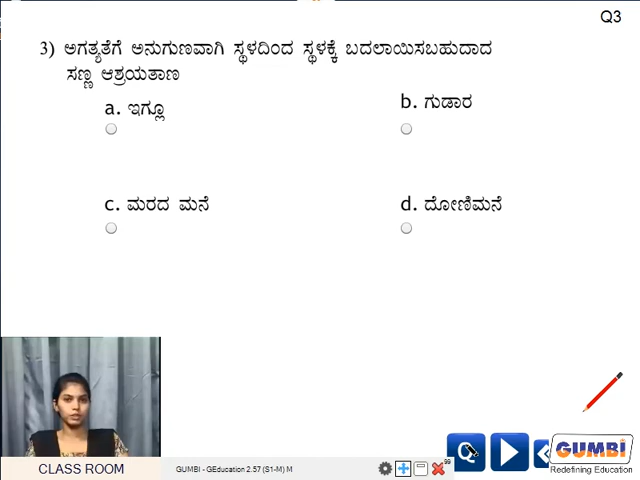 Q3
3) ಅಗತ್ಯತೆಗೆ ಅನುಗುಣವಾಗಿ ಸ್ಥಳದಿಂದ ಸ್ಥಳಕ್ಕೆ ಬದಲಾಯಿಸಬಹುದಾದ
ಸಣ್ಣ ಆಶ್ರಯತಾಣ
a. ಇಗ್ಲೂ
b. ಗುಡಾರ
c. ಮರದ ಮನೆ
d. ದೋಣಿಮನೆ
Q
GUMBi
Redefining Education
CLASS ROOM
GUMBI - GEducation 2.57 (S1-M) M
99